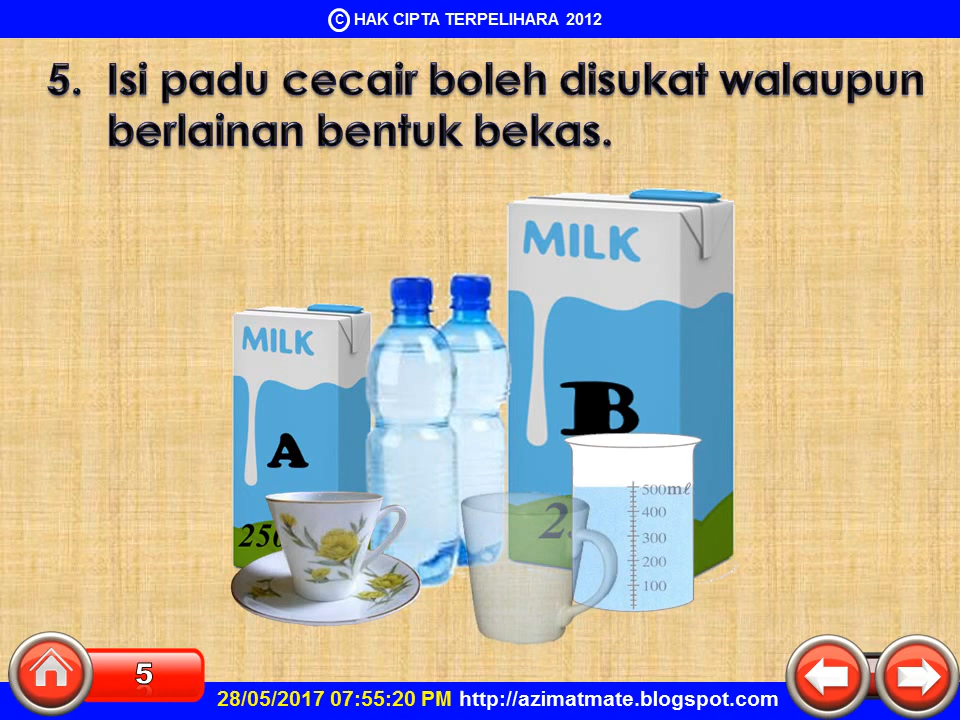 © HAK CIPTA TERPELIHARA 2012
5. Isi padu cecair boleh disukat walaupun
berlainan bentuk bekas.
MILK
MILK
A
B
500mℓ
400
300
200
100
5
28/05/2017 07:55:20 PM http://azimatmate.blogspot.com